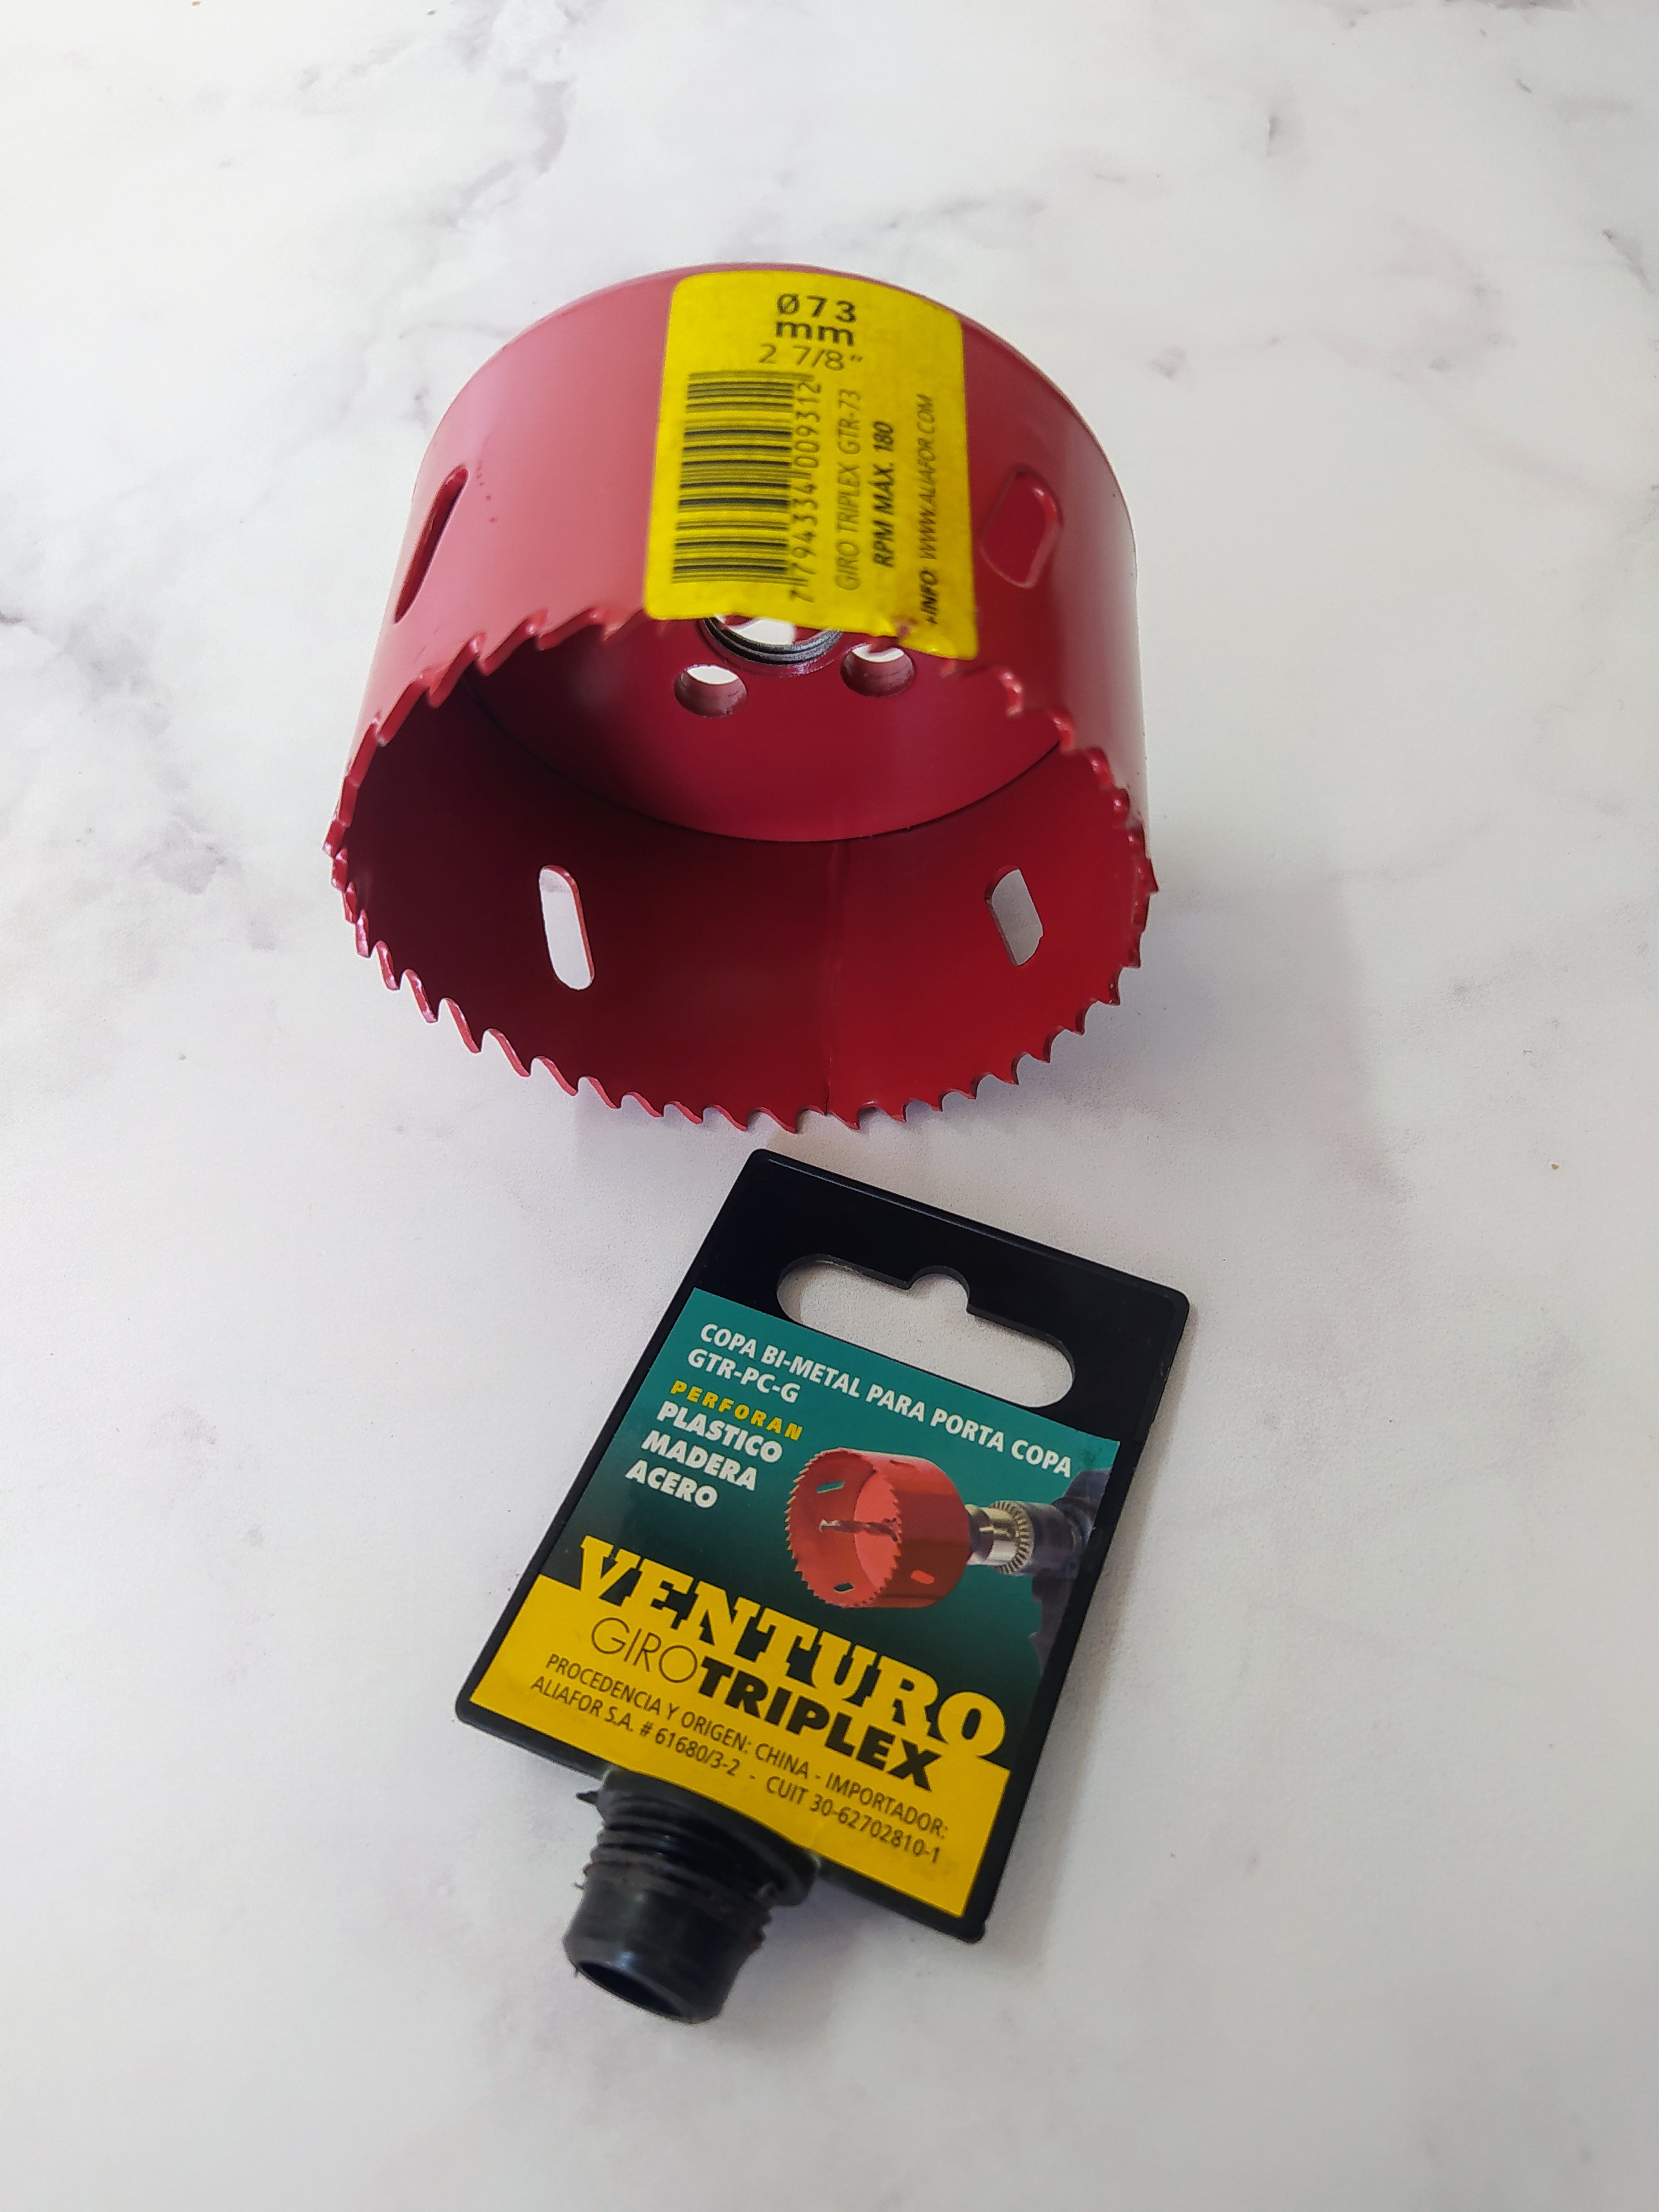 Ø73
mm
2 7/8"
7 794334 009312
GIRO TRIPLEX GTR-73
RPM MÁX. 180
+INFO: WWW.ALIAFOR.COM
COPA BI-METAL PARA PORTA COPA
GTR-PC-G
PERFORAN
PLASTICO
MADERA
ACERO
VENTURO
GIROTRIPLEX
PROCEDENCIA Y ORIGEN: CHINA - IMPORTADOR:
ALIAFOR S.A. # 61680/3-2 - CUIT 30-62702810-1